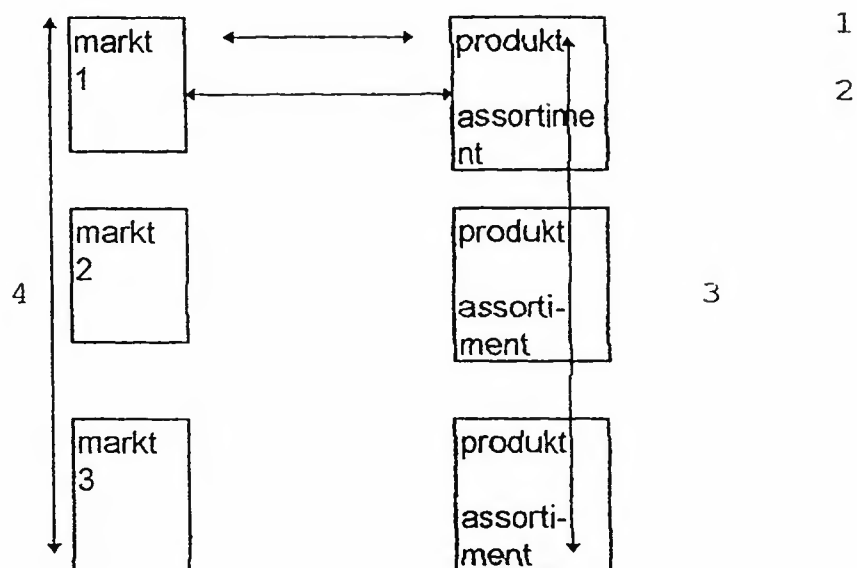 markt
1
produkt
assortime
nt
1
2
markt
2
produkt
assorti-
ment
4
3
markt
3
produkt
assorti-
ment